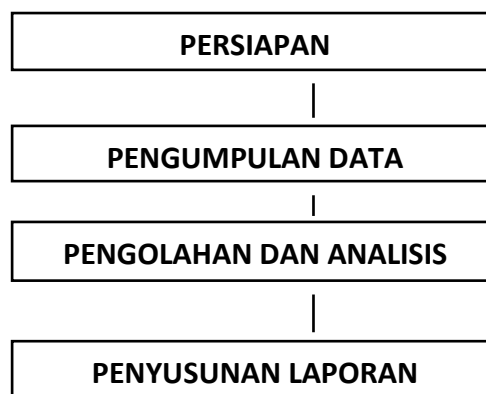 PERSIAPAN
PENGUMPULAN DATA
PENGOLAHAN DAN ANALISIS
PENYUSUNAN LAPORAN